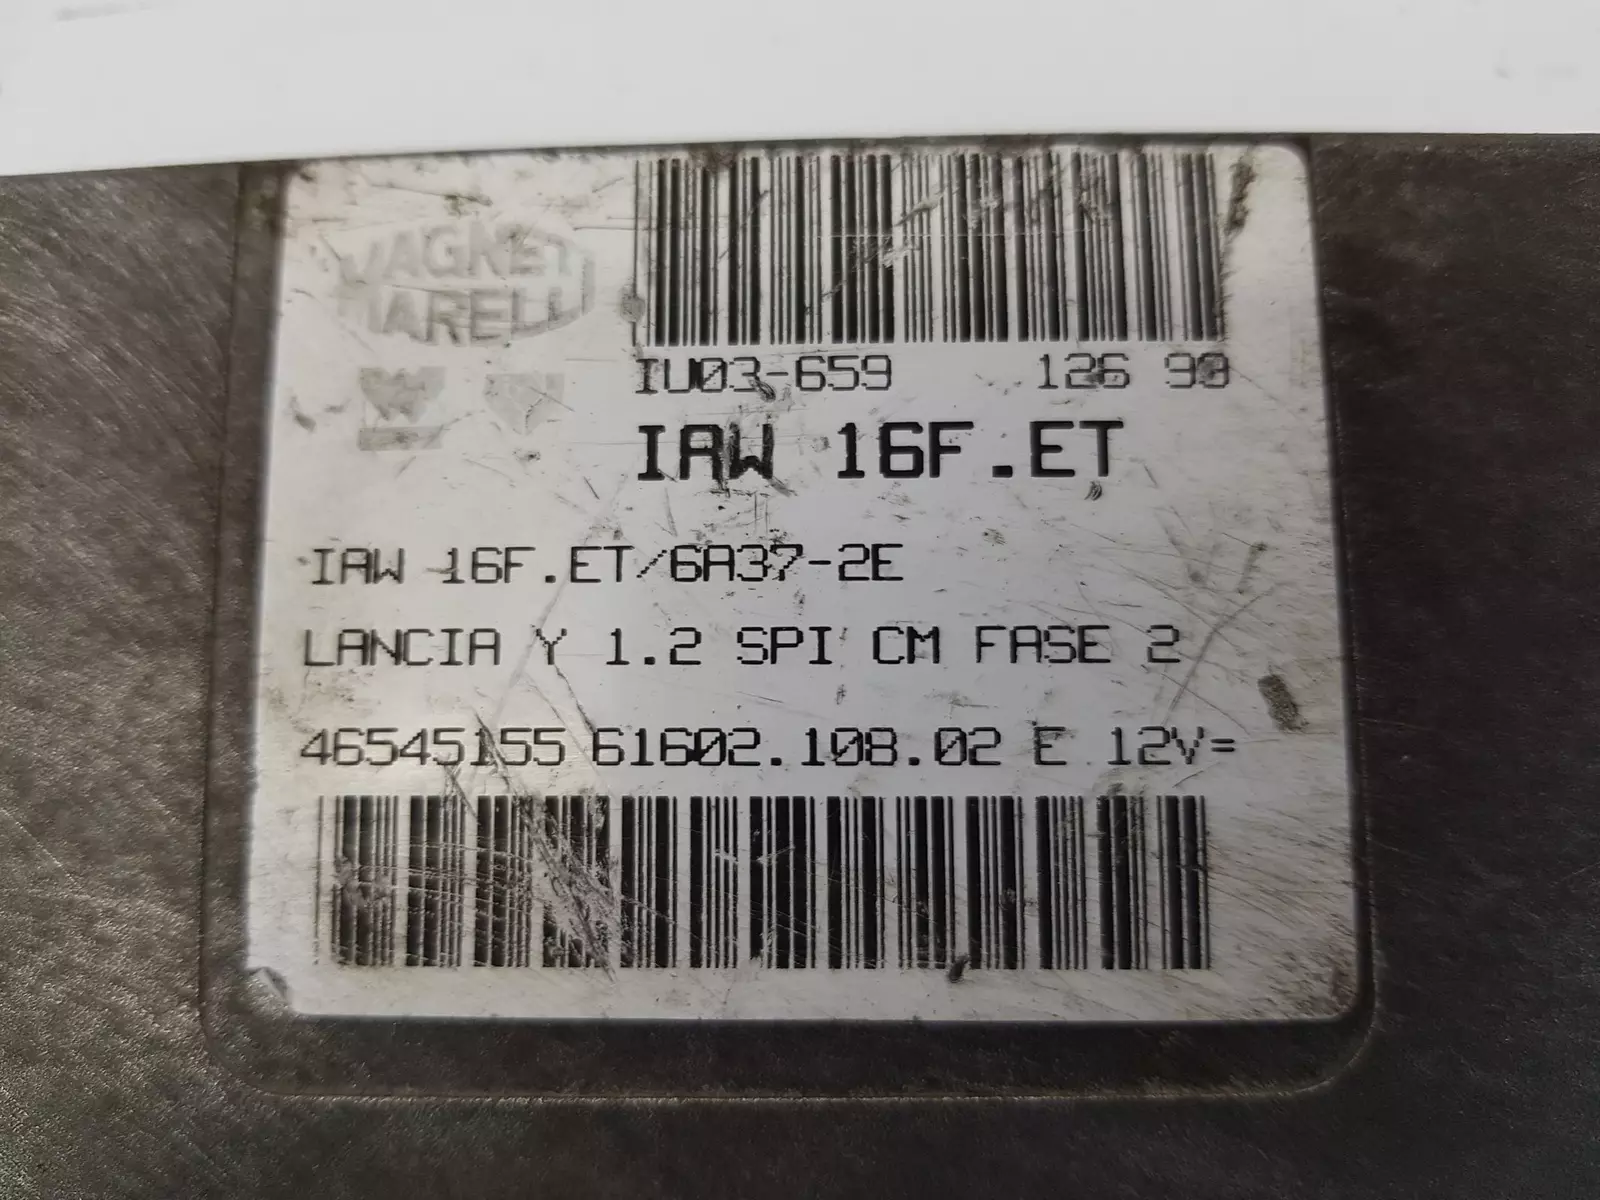 MAGNETI
MARELLI
IU03-659 126 98
IAW 16F.ET
IAW 16F.ET/6A37-2E
LANCIA Y 1.2 SPI CM FASE 2
46545155 61602.108.02 E 12V=